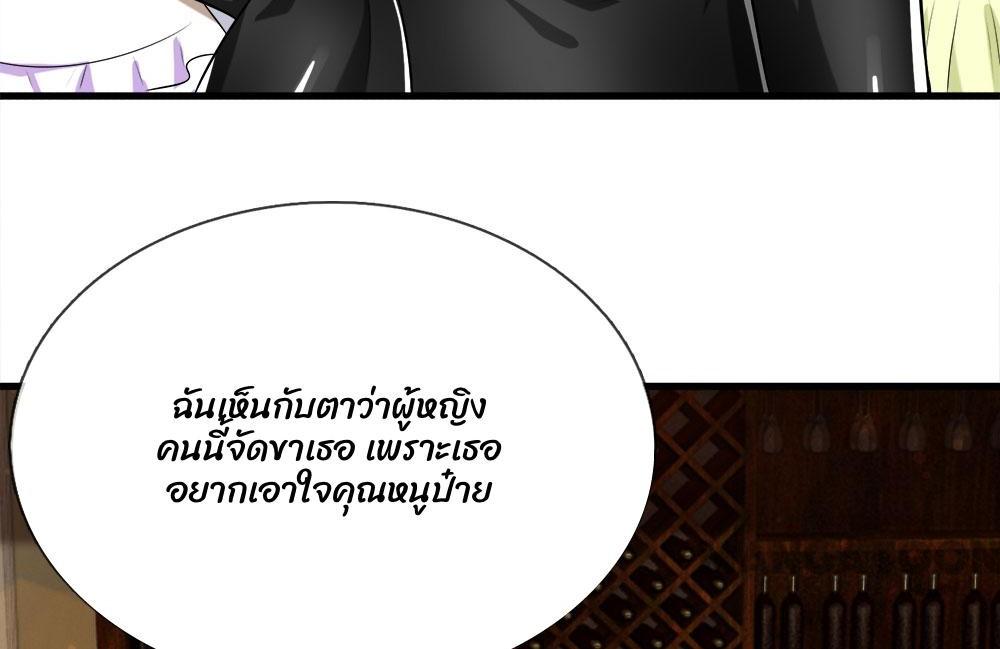 ฉันเห็นกับตาว่าผู้หญิง
คนนี้จัดขาเธอ เพราะเธอ
อยากเอาใจคุณหนูป๋าย